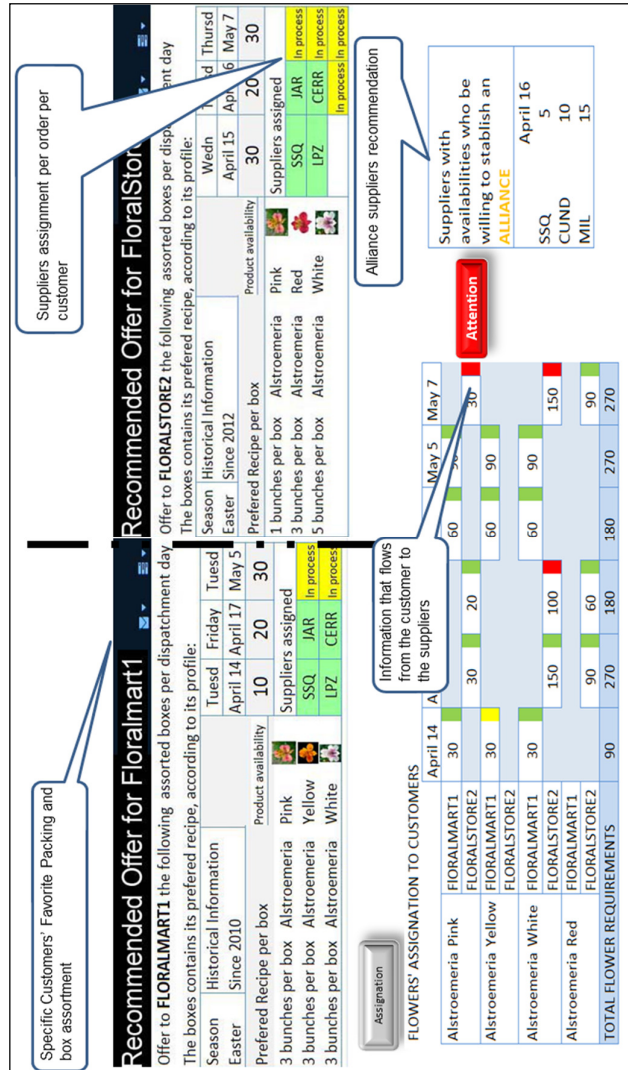 Specific Customers' Favorite Packing and
box assortment
Suppliers assignment per order per
customer
Recommended Offer for Floralmart1
Offer to FLORALMART1 the following assorted boxes per dispatchment day
The boxes contains its prefered recipe, according to its profile:
Season Historical Information Tuesd Friday Tuesd
Easter Since 2010 April 14 April 17 May 5
Prefered Recipe per box 10 20 30
Product availability Suppliers assigned
3 bunches per box Alstroemeria Pink SSQ JAR In process
3 bunches per box Alstroemeria Yellow LPZ CERR In process
3 bunches per box Alstroemeria White
Recommended Offer for FloralStore
Offer to FLORALSTORE2 the following assorted boxes per dispatchment day
The boxes contains its prefered recipe, according to its profile:
Season Historical Information Wedn Thursd
Easter Since 2012 April 15 May 7
Prefered Recipe per box 30 20 30
Product availability Suppliers assigned
1 bunches per box Alstroemeria Pink SSQ JAR In process
3 bunches per box Alstroemeria Red LPZ CERR In process
5 bunches per box Alstroemeria White In process In process
Assignation
FLOWERS' ASSIGNATION TO CUSTOMERS
April 14 May 5 May 7
Alstroemeria Pink FLORALMART1 30 60 90
FLORALSTORE2 30 20 30
Alstroemeria Yellow FLORALMART1 30 60 90
FLORALSTORE2
Alstroemeria White FLORALMART1 30 60 90
FLORALSTORE2 150 100 150
Alstroemeria Red FLORALMART1
FLORALSTORE2 90 60 90
TOTAL FLOWER REQUIREMENTS 90 270 180 180 270 270
Information that flows
from the customer to
the suppliers
Attention
Alliance suppliers recommendation
Suppliers with
availabilities who be
willing to stablish an
ALLIANCE
April 16
SSQ 5
CUND 10
MIL 15